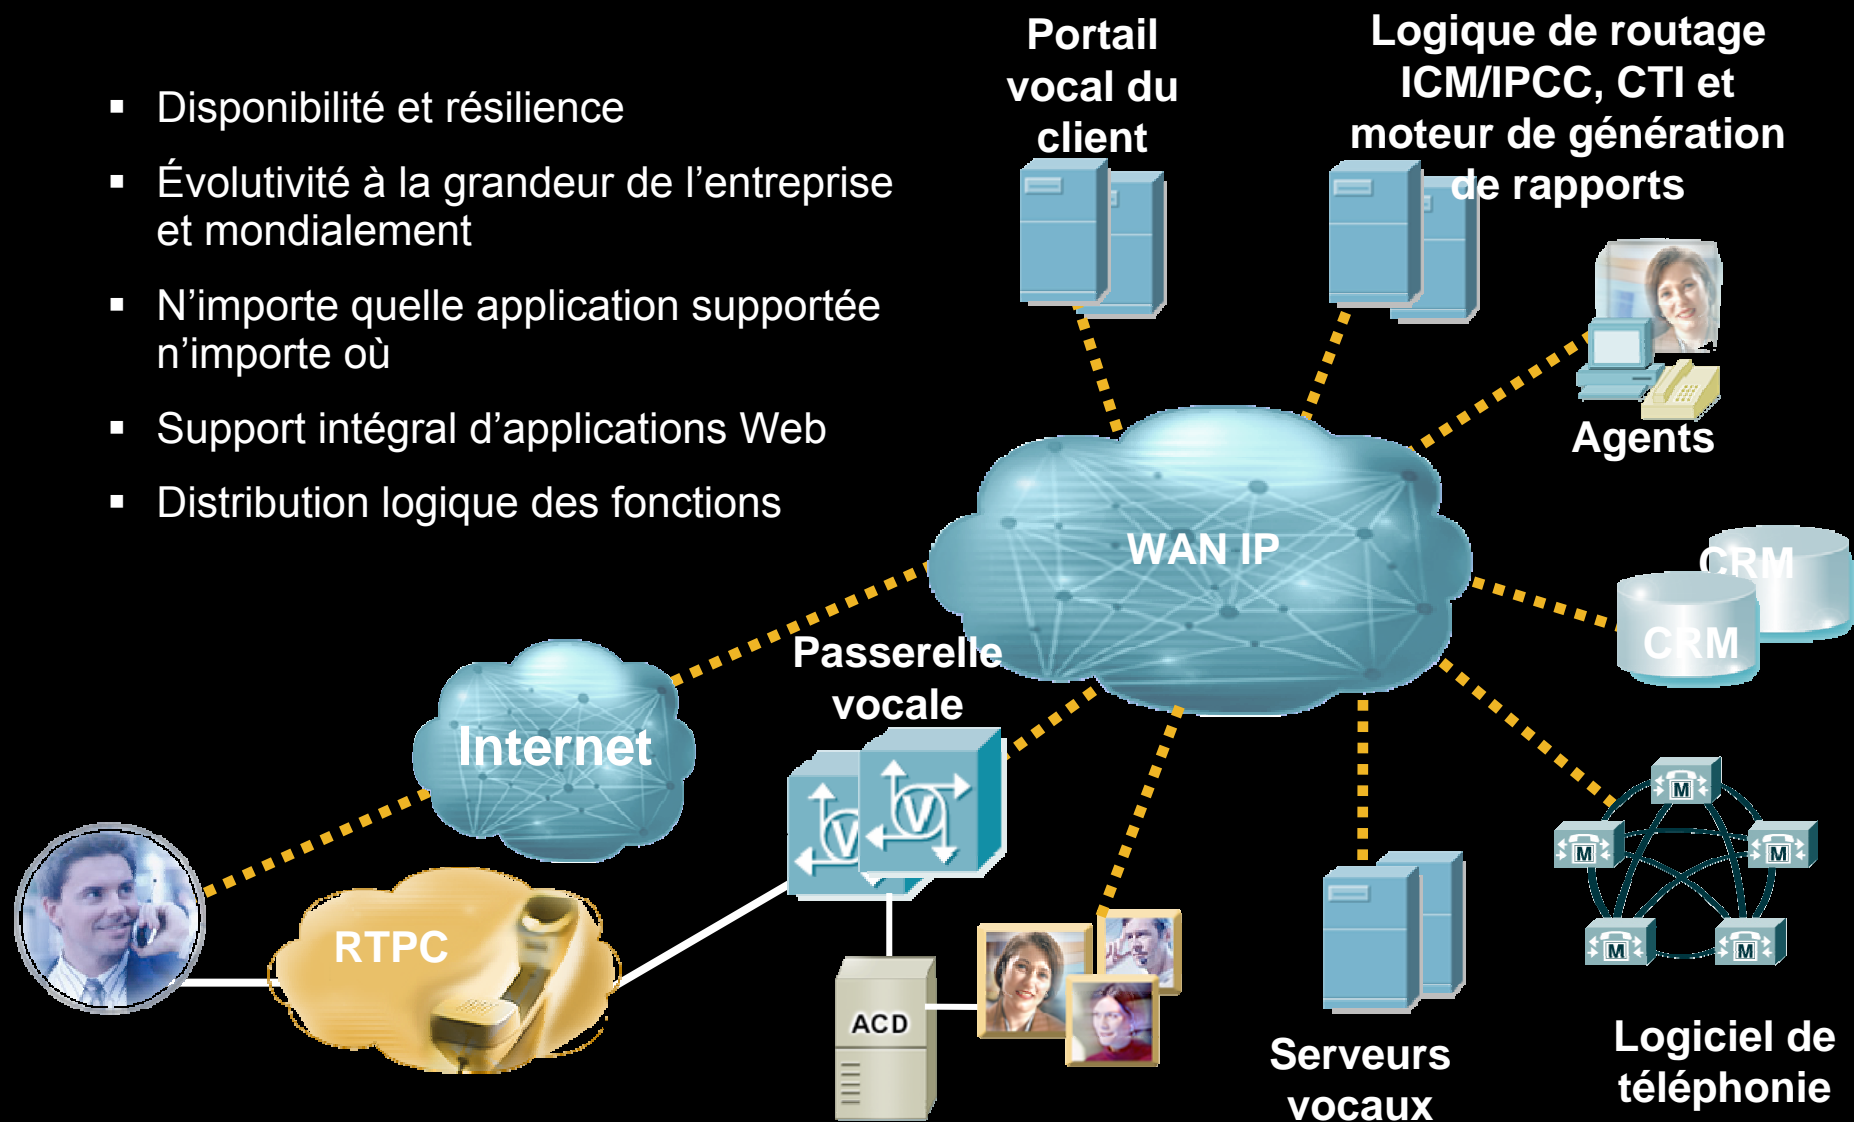 Portail
vocal du
client
Logique de routage
ICM/IPCC, CTI et
moteur de génération
de rapports
▪ Disponibilité et résilience
▪ Évolutivité à la grandeur de l’entreprise
et mondialement
▪ N’importe quelle application supportée
n’importe où
▪ Support intégral d’applications Web
▪ Distribution logique des fonctions
Agents
WAN IP
CRM
CRM
Passerelle
vocale
Internet
V
V
M
M
M
M
M
RTPC
ACD
Serveurs
vocaux
Logiciel de
téléphonie